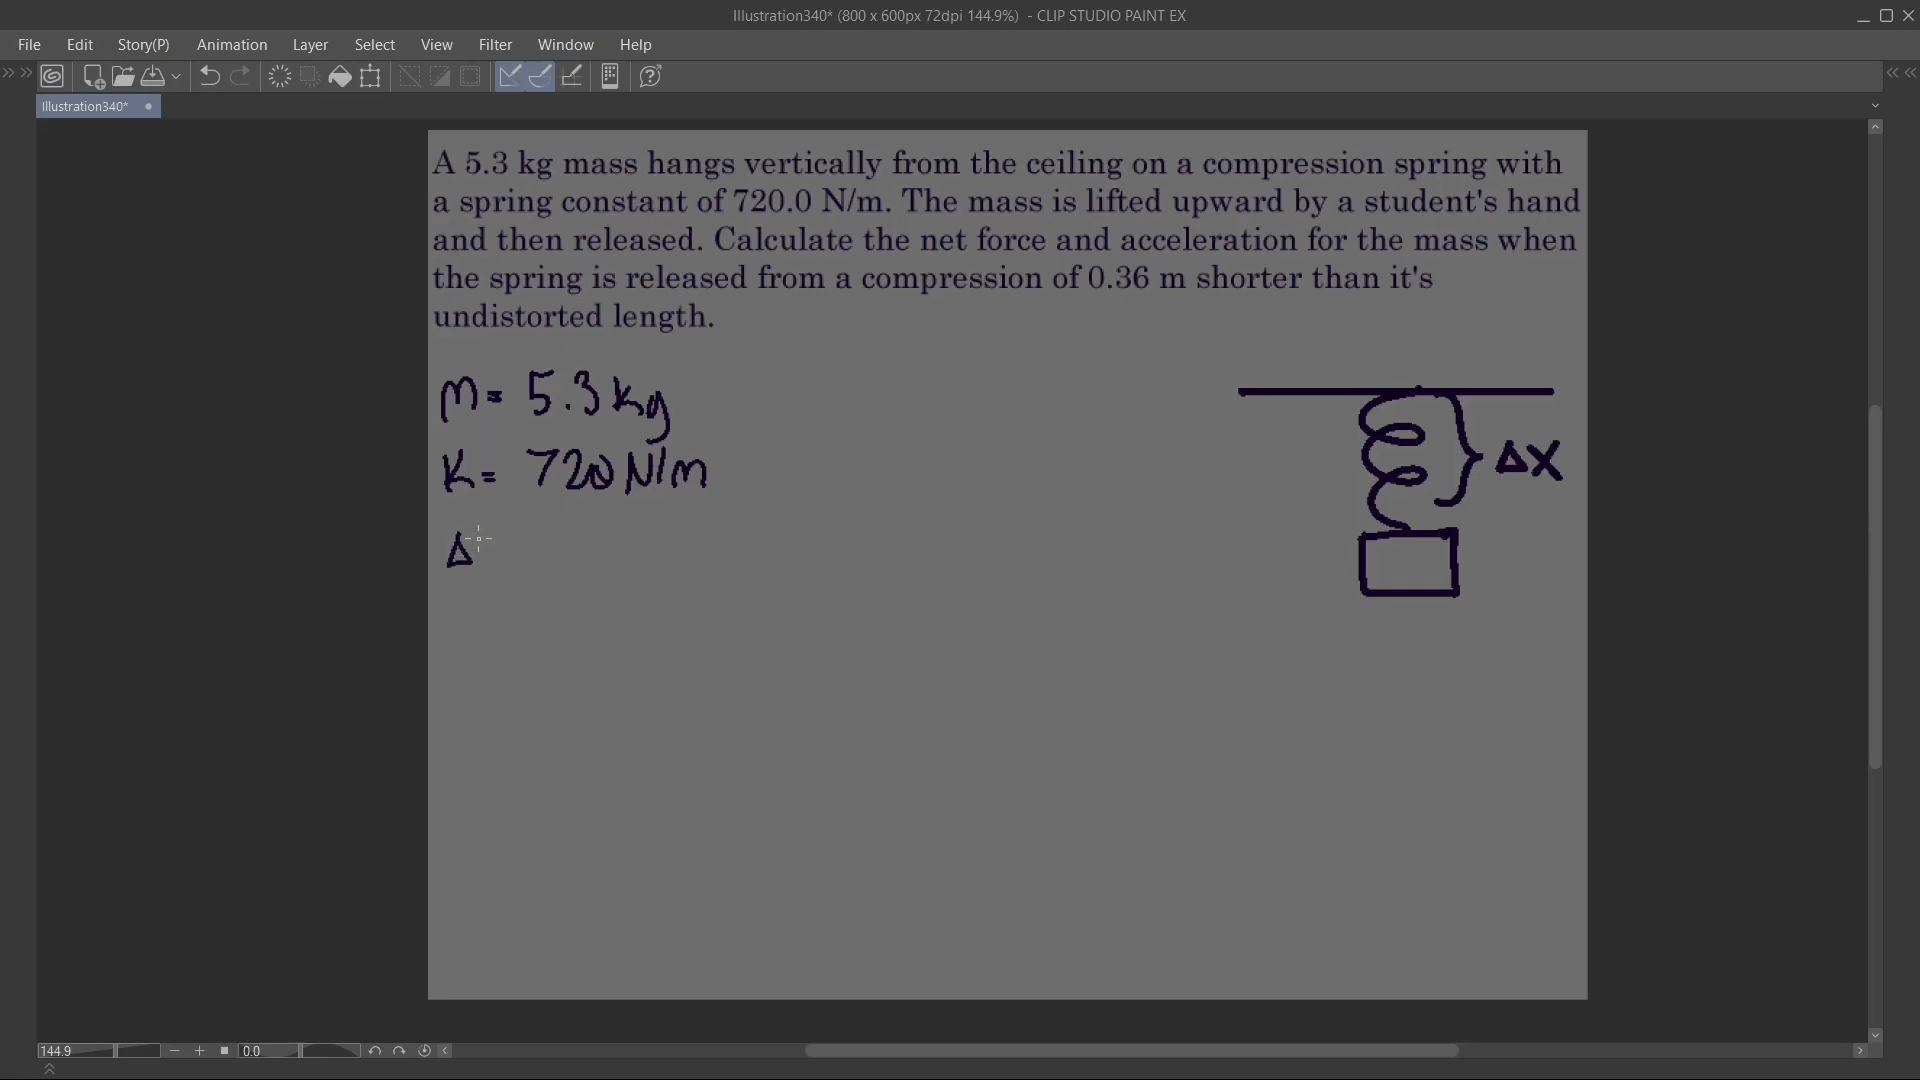 Illustration340* (800 x 600px 72dpi 144.9%) - CLIP STUDIO PAINT EX
File Edit Story(P) Animation Layer Select View Filter Window Help
Illustration340*
A 5.3 kg mass hangs vertically from the ceiling on a compression spring with
a spring constant of 720.0 N/m. The mass is lifted upward by a student's hand
and then released. Calculate the net force and acceleration for the mass when
the spring is released from a compression of 0.36 m shorter than it's
undistorted length.
m= 5.3 kg
K= 720 N/m
Δx
Δ
144.9 0.0